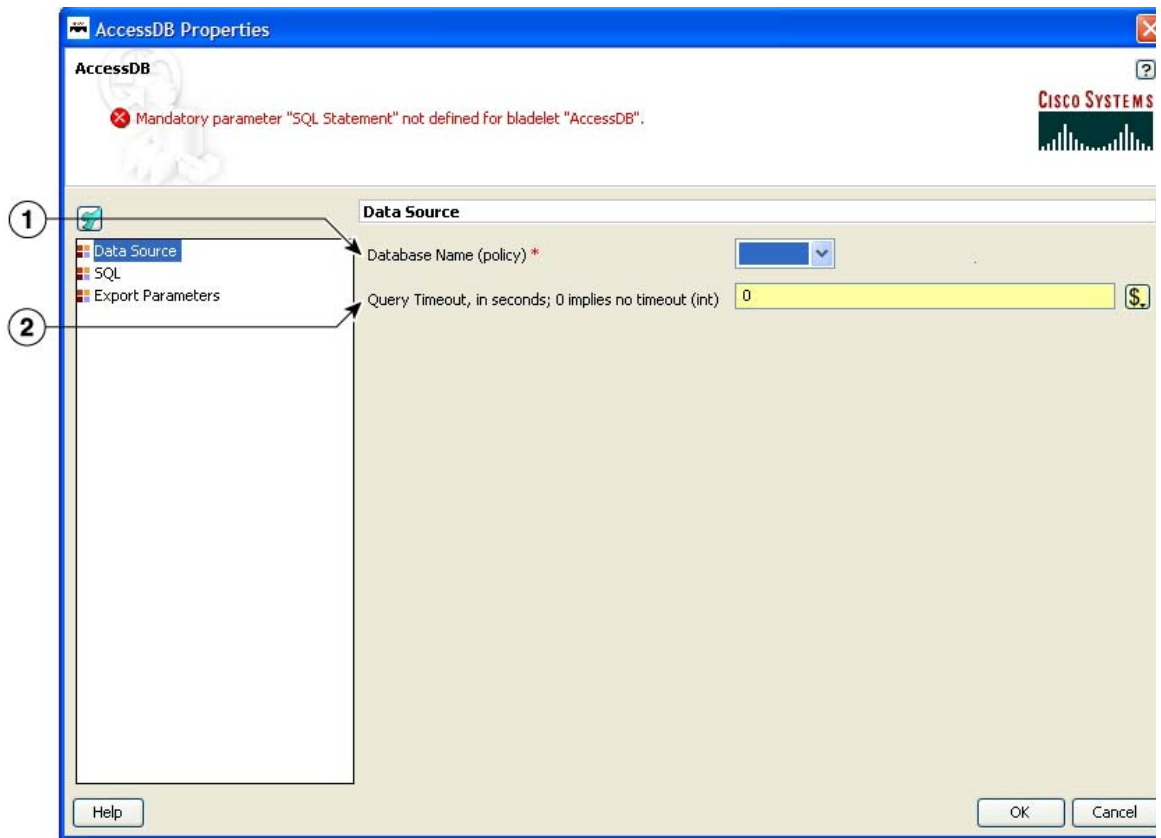 AccessDB Properties
AccessDB
?
Mandatory parameter "SQL Statement" not defined for bladelet "AccessDB".
CISCO SYSTEMS
1
Data Source
Data Source
SQL
Export Parameters
Database Name (policy) *
2
Query Timeout, in seconds; 0 implies no timeout (int)
0
$
Help
OK
Cancel